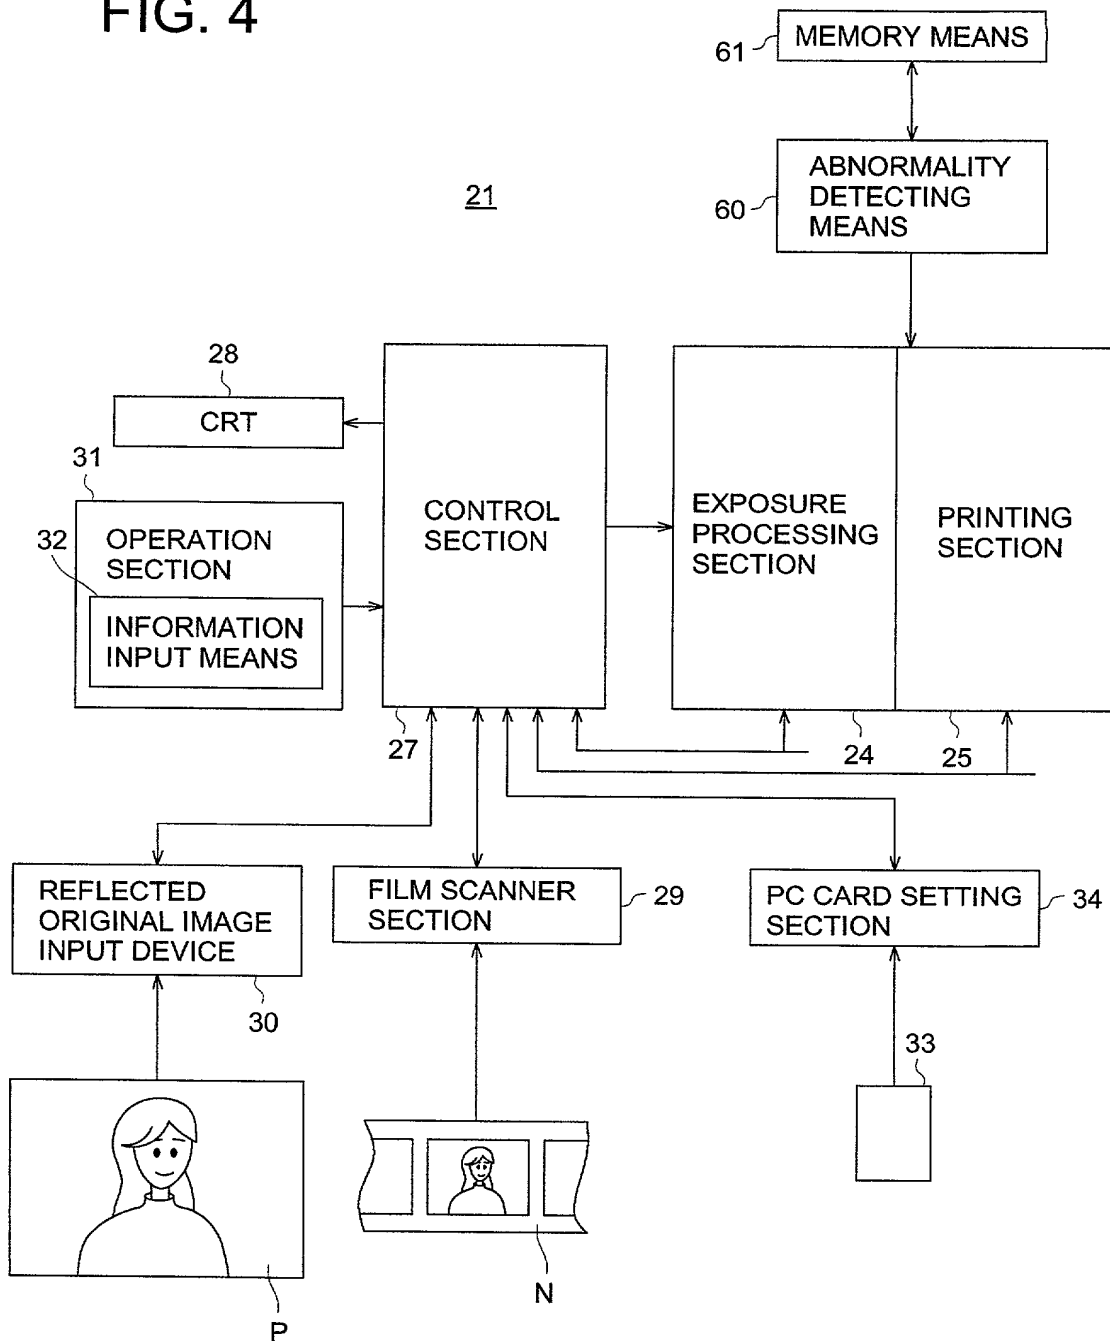 FIG. 4
61
MEMORY MEANS
21
60
ABNORMALITY
DETECTING
MEANS
28
CRT
31
32
OPERATION
SECTION
INFORMATION
INPUT MEANS
CONTROL
SECTION
27
EXPOSURE
PROCESSING
SECTION
24
PRINTING
SECTION
25
REFLECTED
ORIGINAL IMAGE
INPUT DEVICE
30
FILM SCANNER
SECTION
29
PC CARD SETTING
SECTION
34
33
P
N